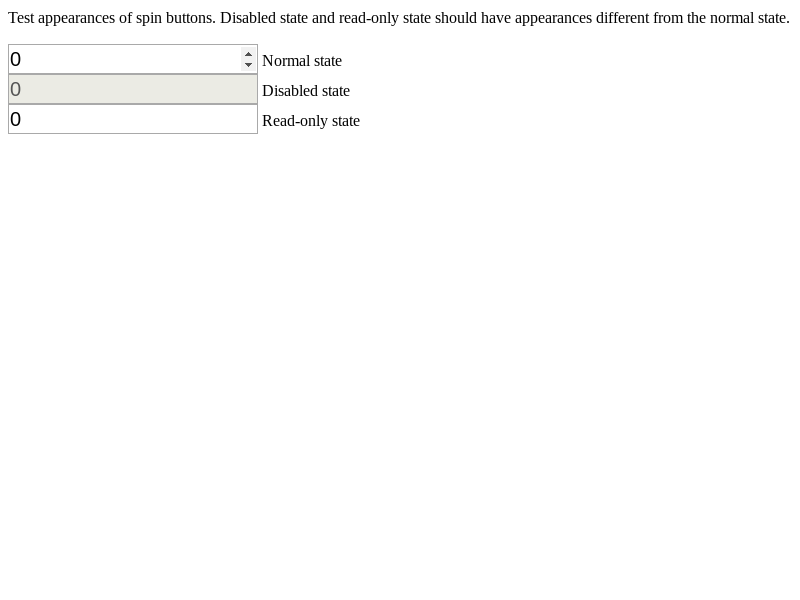 Test appearances of spin buttons. Disabled state and read-only state should have appearances different from the normal state.
0 Normal state
0 Disabled state
0 Read-only state